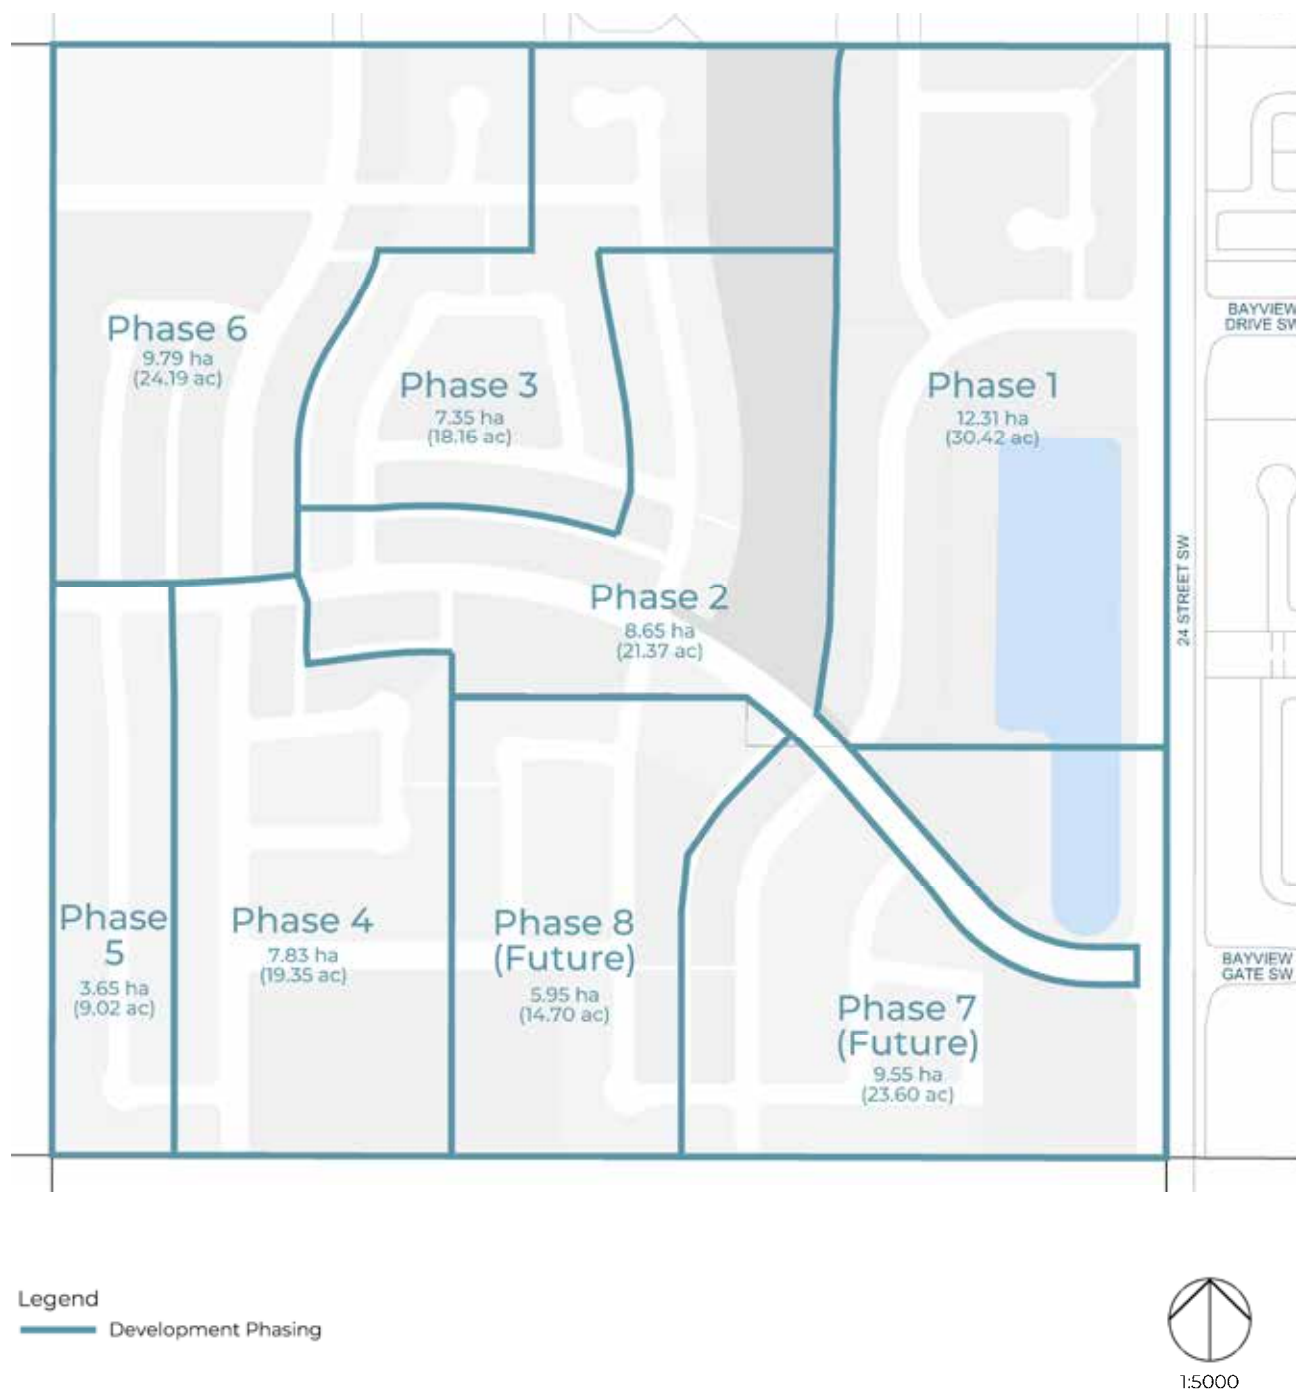 Phase 6
9.79 ha
(24.19 ac)
Phase 3
7.35 ha
(18.16 ac)
Phase 1
12.31 ha
(30.42 ac)
BAYVIEW
DRIVE SW
24 STREET SW
Phase 2
8.65 ha
(21.37 ac)
Phase
5
3.65 ha
(9.02 ac)
Phase 4
7.83 ha
(19.35 ac)
Phase 8
(Future)
5.95 ha
(14.70 ac)
Phase 7
(Future)
9.55 ha
(23.60 ac)
BAYVIEW
GATE SW
Legend
Development Phasing
1:5000